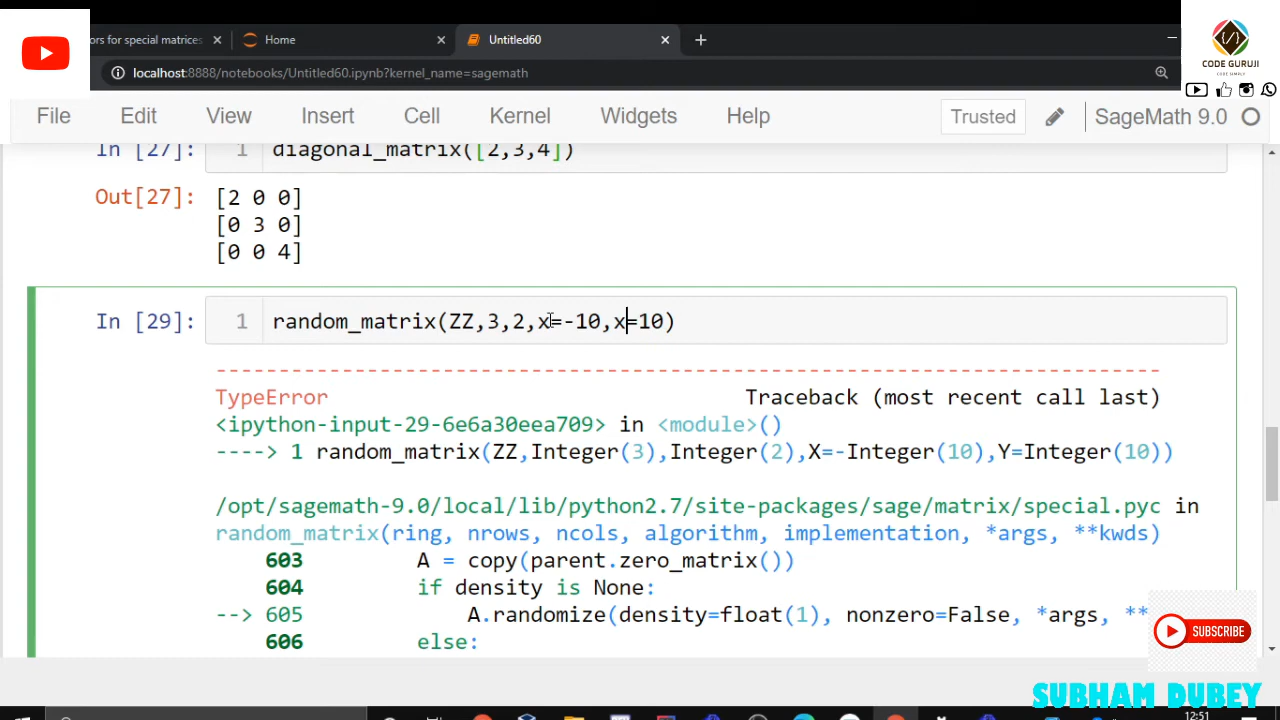 ors for special matrices
Home
Untitled60
localhost:8888/notebooks/Untitled60.ipynb?kernel_name=sagemath
CODE GURUJI
File Edit View Insert Cell Kernel Widgets Help Trusted SageMath 9.0
In [27]: 1 diagonal_matrix([2,3,4])
Out[27]: [2 0 0]
[0 3 0]
[0 0 4]
In [29]: 1 random_matrix(ZZ,3,2,x=-10,x=10)
---------------------------------------------------------------------------
TypeError Traceback (most recent call last)
<ipython-input-29-6e6a30eea709> in <module>()
----> 1 random_matrix(ZZ,Integer(3),Integer(2),X=-Integer(10),Y=Integer(10))
/opt/sagemath-9.0/local/lib/python2.7/site-packages/sage/matrix/special.pyc in
random_matrix(ring, nrows, ncols, algorithm, implementation, *args, **kwds)
603 A = copy(parent.zero_matrix())
604 if density is None:
--> 605 A.randomize(density=float(1), nonzero=False, *args, **
606 else:
SUBSCRIBE
SUBHAM DUBEY
12:51